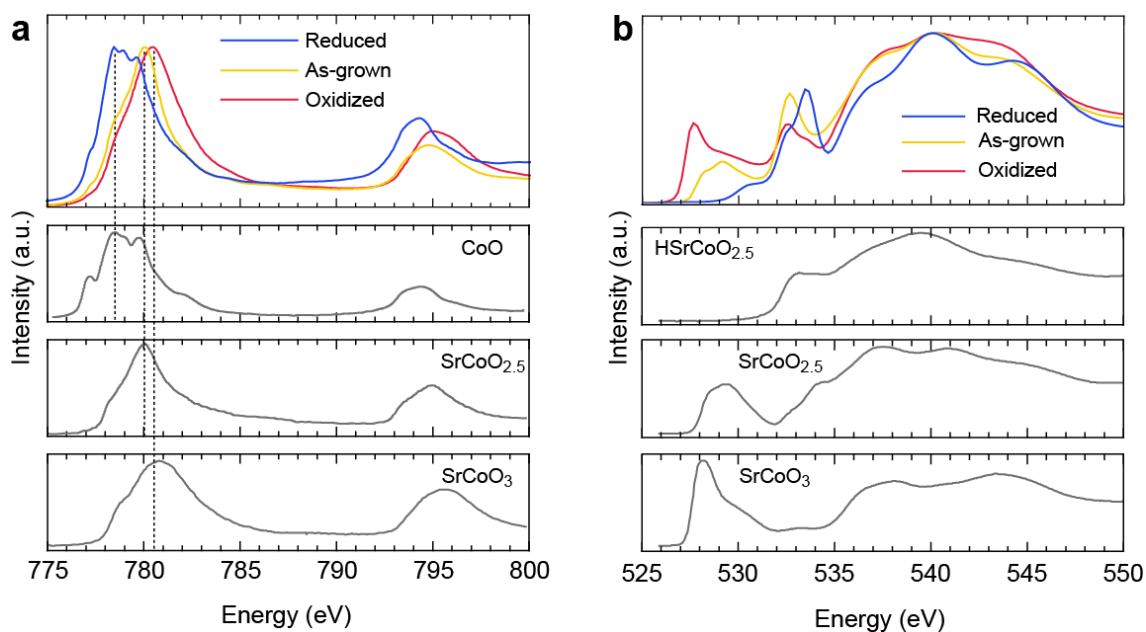 a
Reduced
As-grown
Oxidized
CoO
SrCoO2.5
SrCoO3
Intensity (a.u.)
775 780 785 790 795 800
Energy (eV)
b
Reduced
As-grown
Oxidized
HSrCoO2.5
SrCoO2.5
SrCoO3
Intensity (a.u.)
525 530 535 540 545 550
Energy (eV)